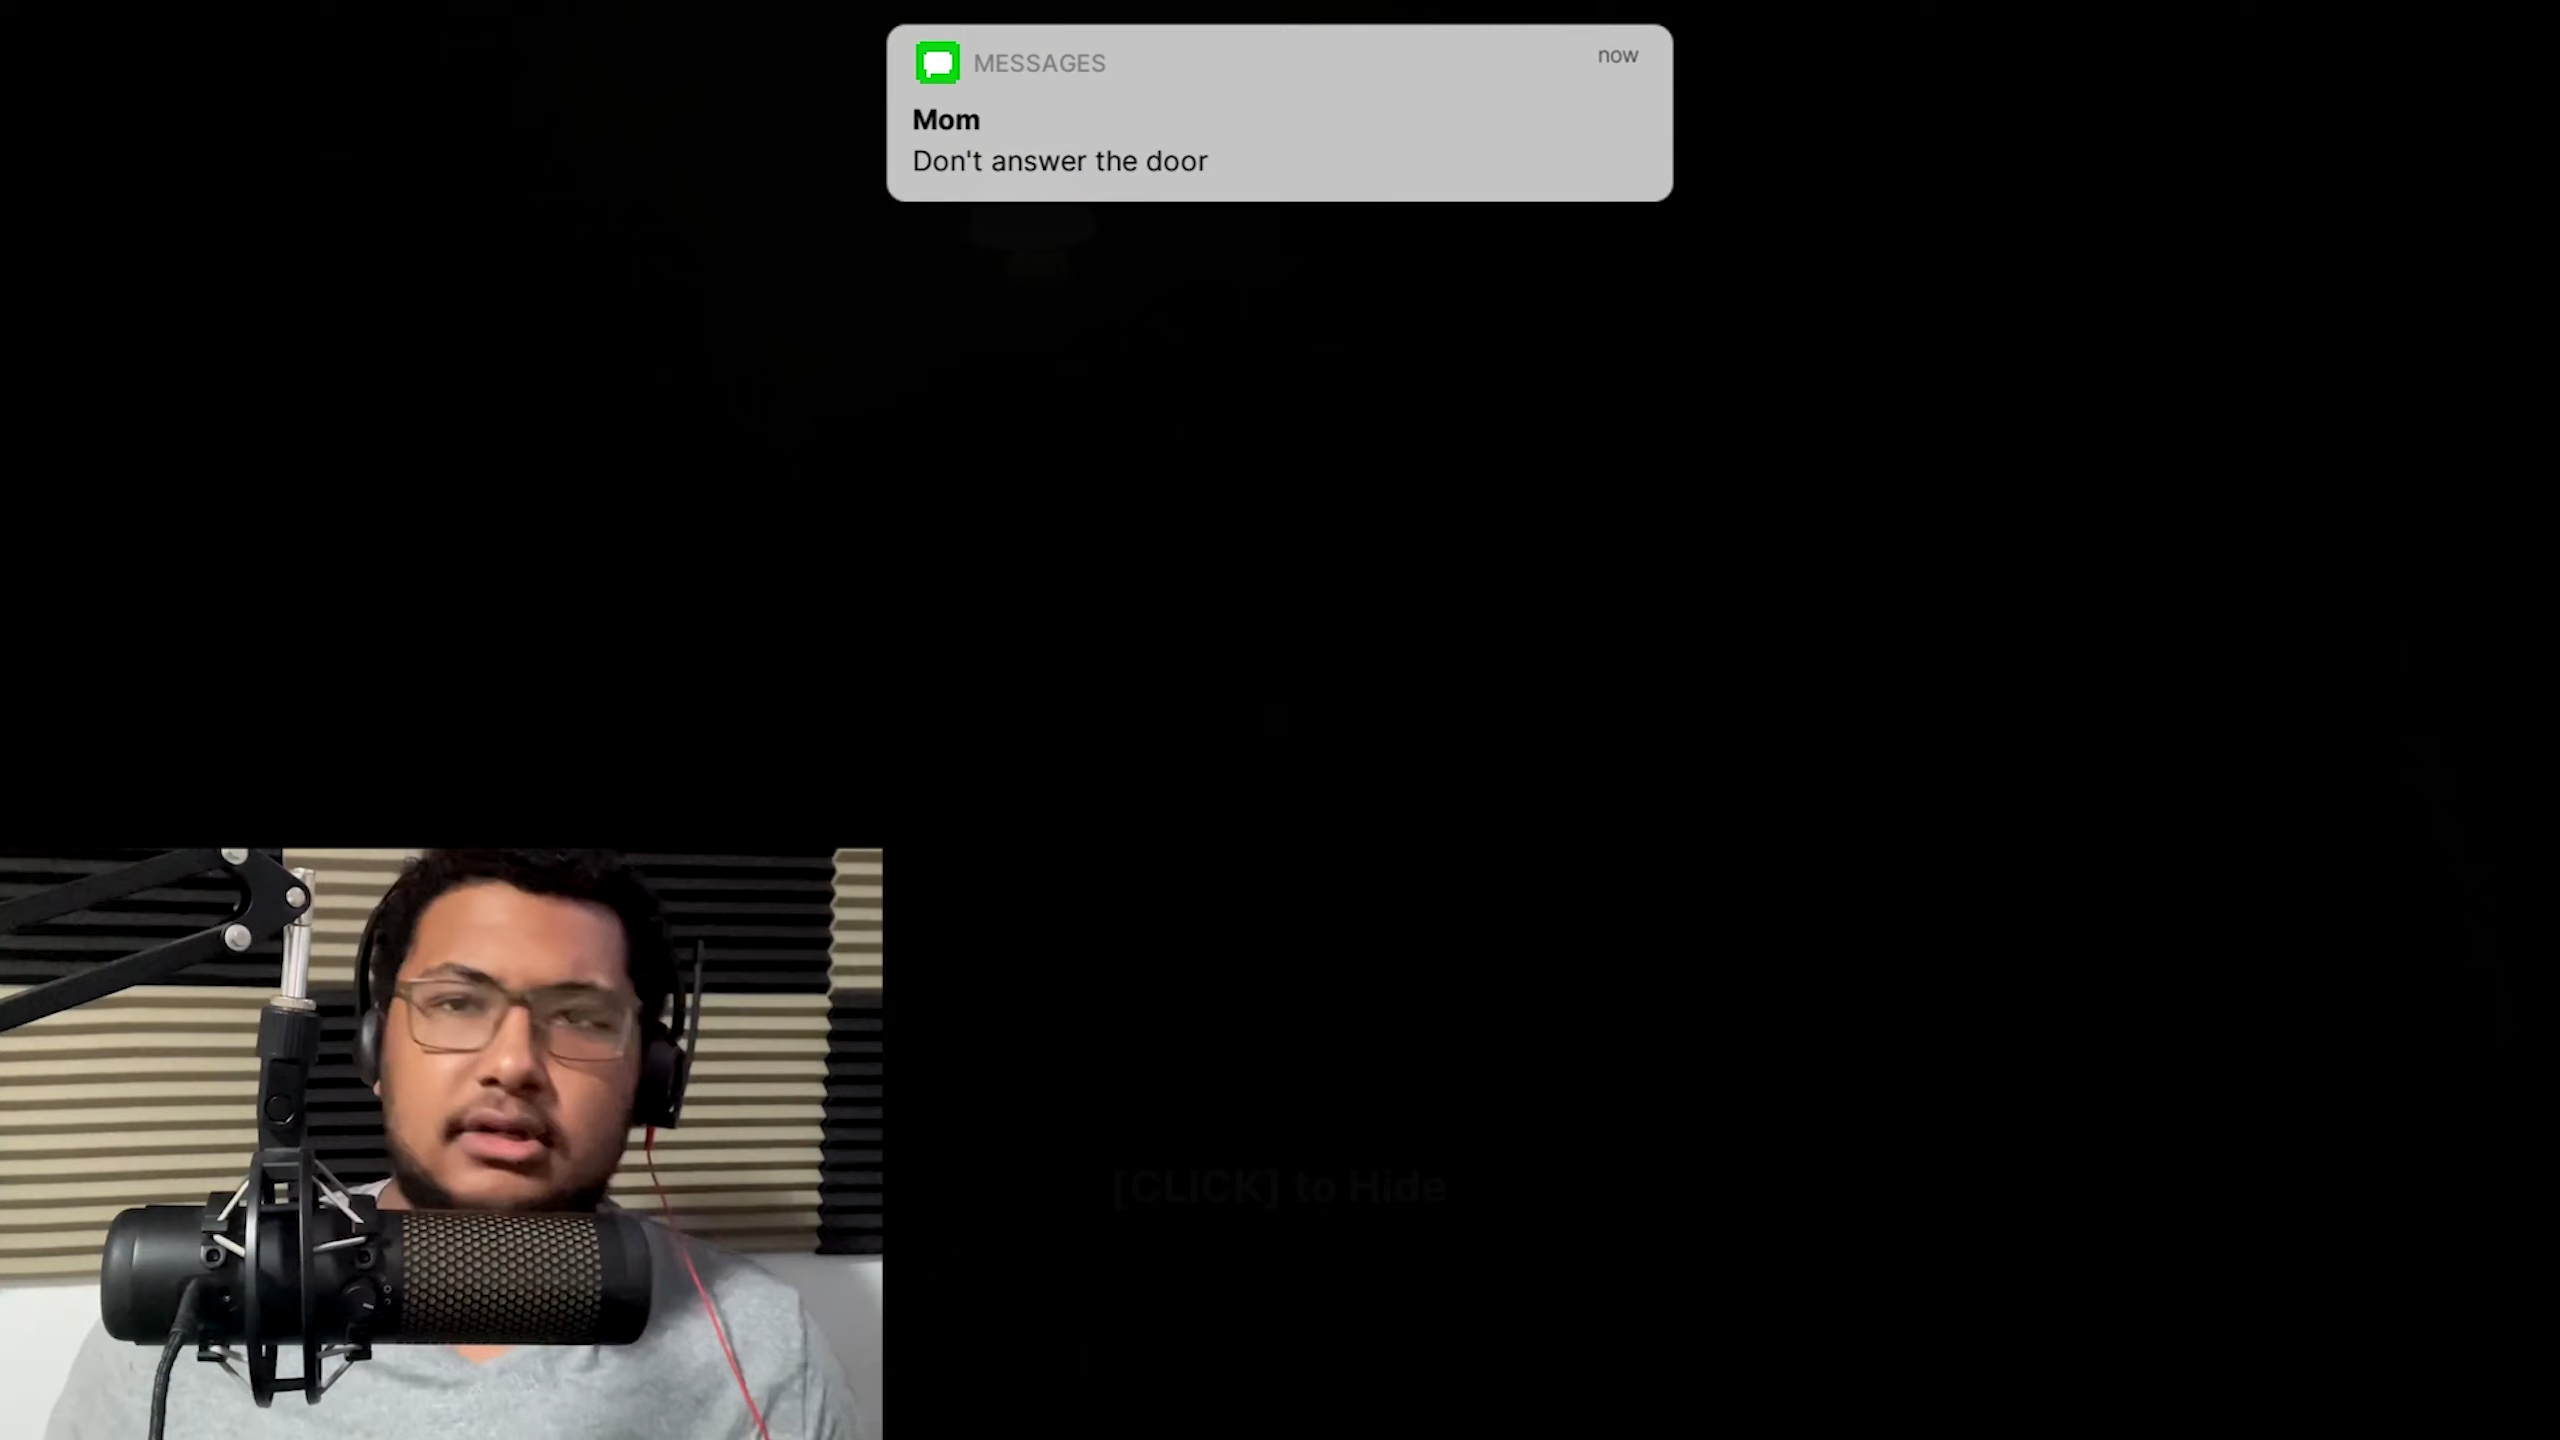 MESSAGES
now
Mom
Don't answer the door
[CLICK] to Hide